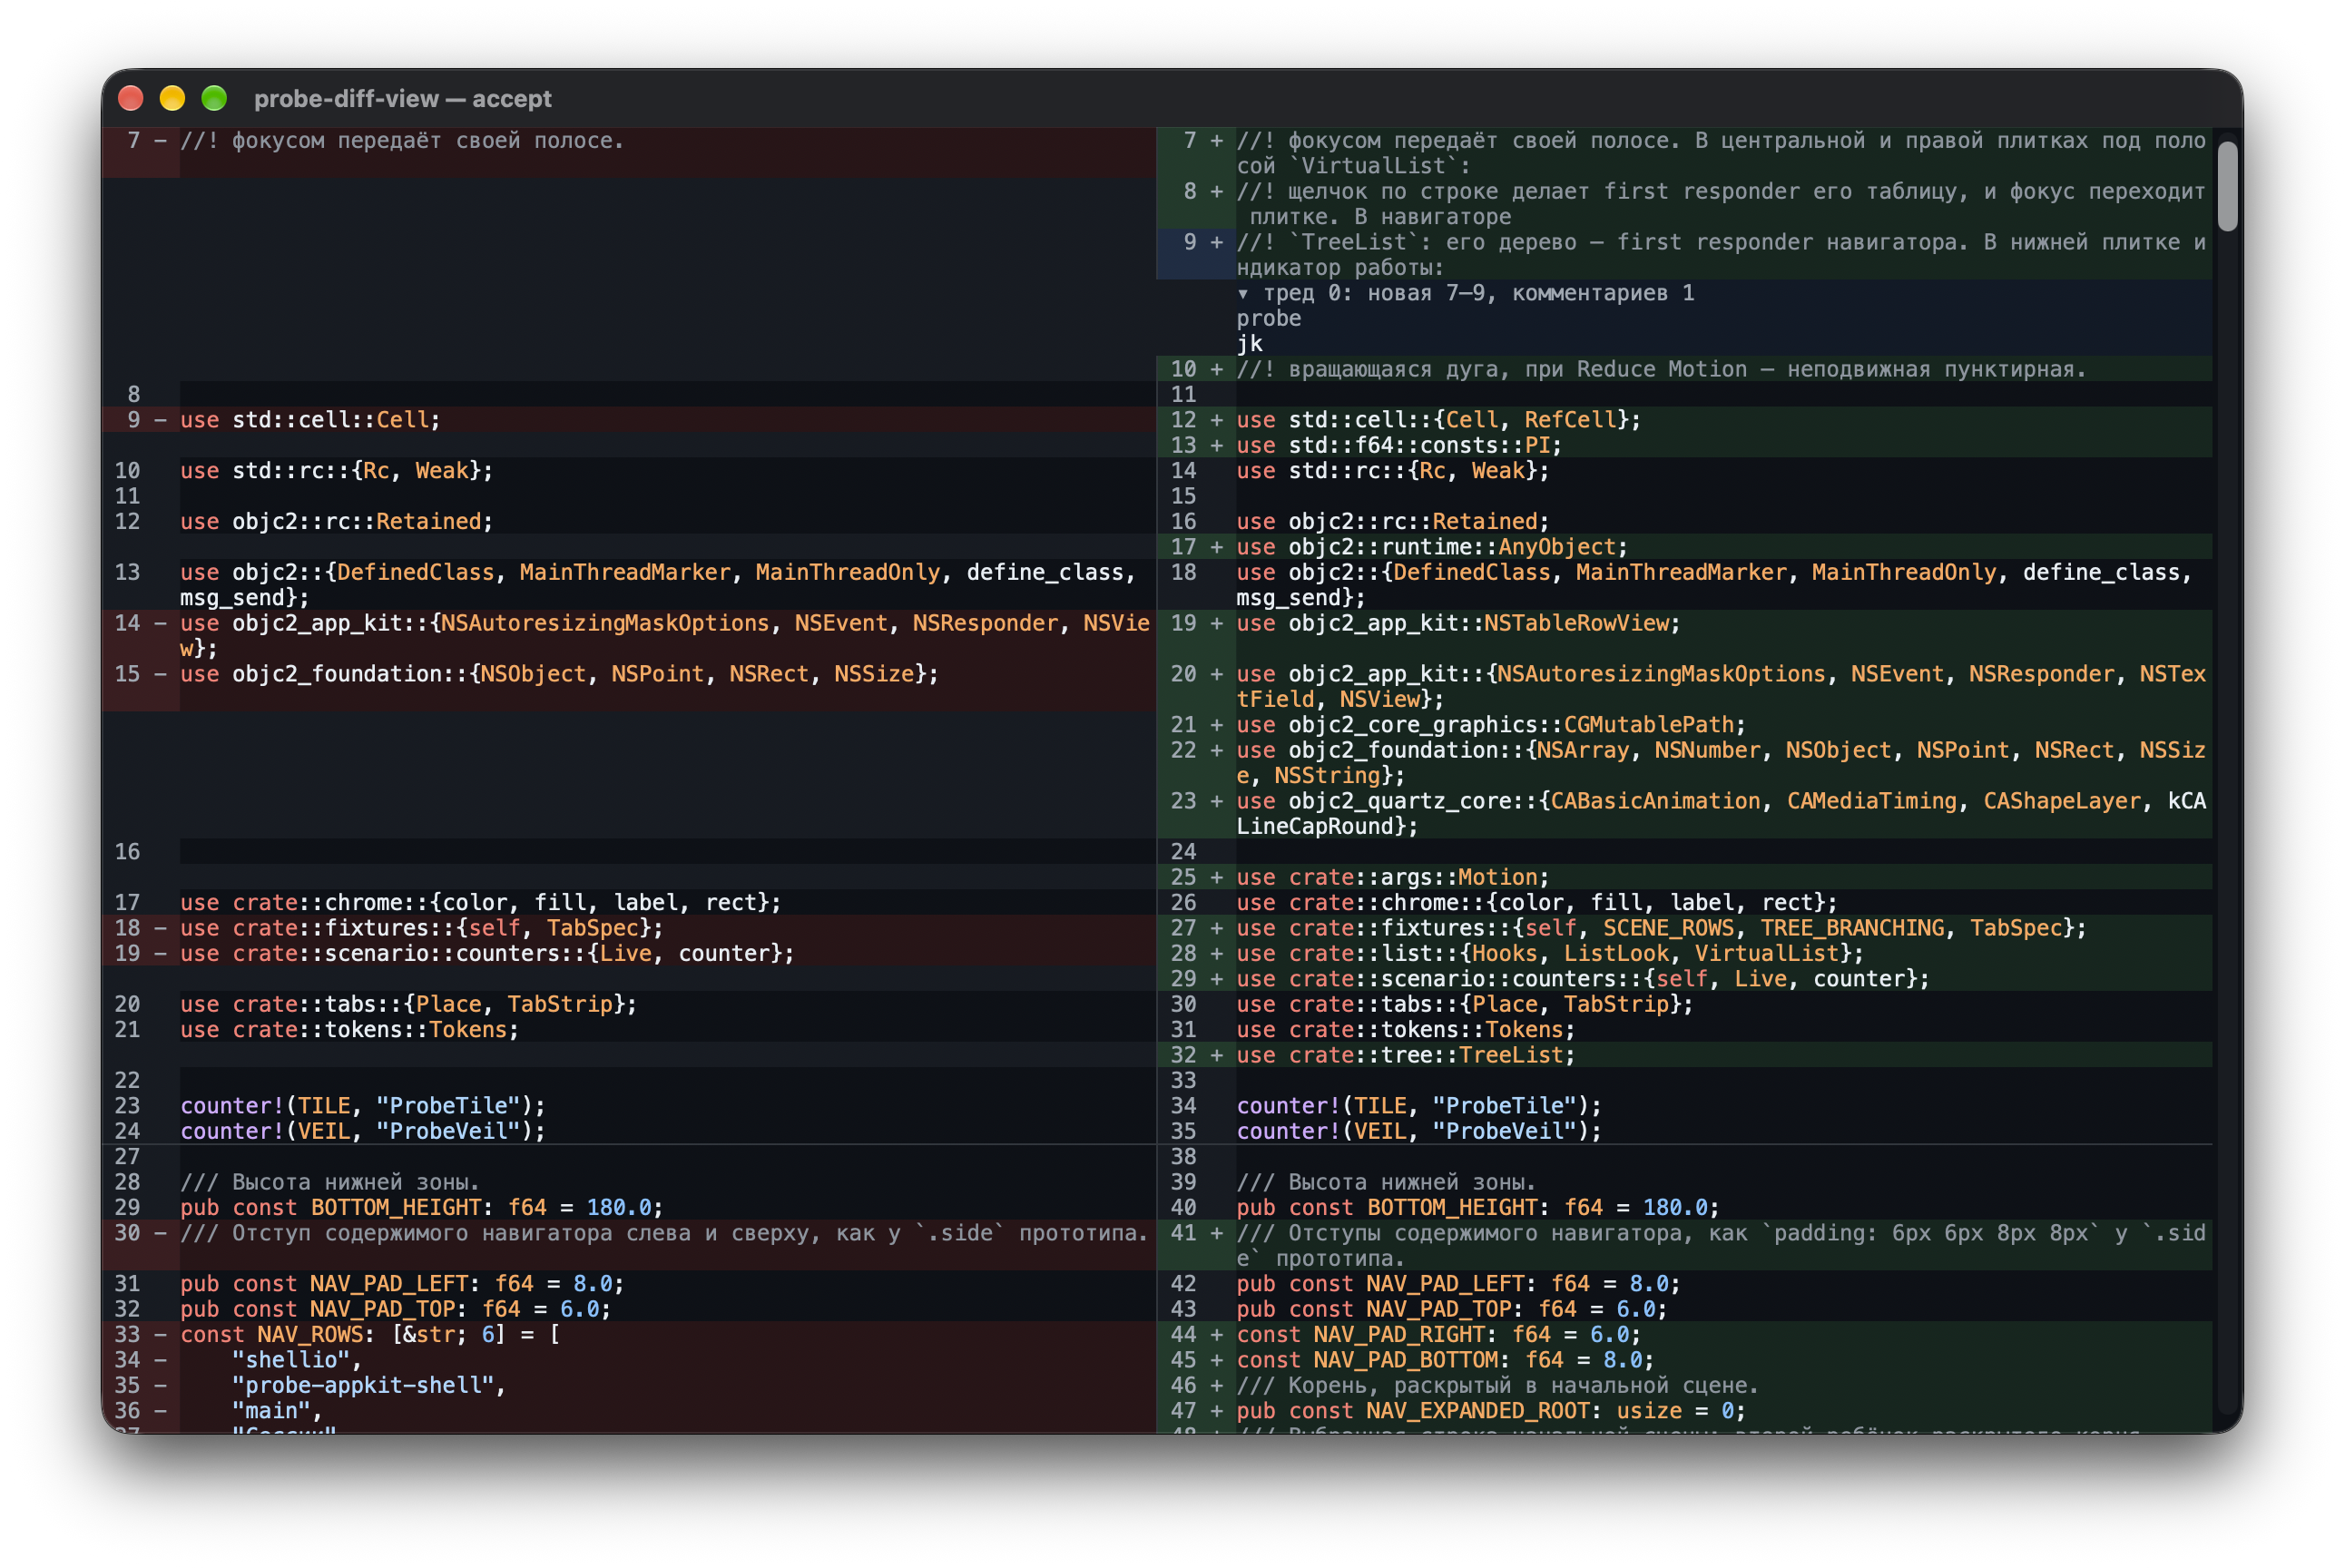 probe-diff-view — accept
7 − //! фокусом передаёт своей полосе.
8
9 − use std::cell::Cell;
10 use std::rc::{Rc, Weak};
11
12 use objc2::rc::Retained;
13 use objc2::{DefinedClass, MainThreadMarker, MainThreadOnly, define_class,
msg_send};
14 − use objc2_app_kit::{NSAutoresizingMaskOptions, NSEvent, NSResponder, NSVie
w};
15 − use objc2_foundation::{NSObject, NSPoint, NSRect, NSSize};
16
17 use crate::chrome::{color, fill, label, rect};
18 − use crate::fixtures::{self, TabSpec};
19 − use crate::scenario::counters::{Live, counter};
20 use crate::tabs::{Place, TabStrip};
21 use crate::tokens::Tokens;
22
23 counter!(TILE, "ProbeTile");
24 counter!(VEIL, "ProbeVeil");
27
28 /// Высота нижней зоны.
29 pub const BOTTOM_HEIGHT: f64 = 180.0;
30 − /// Отступ содержимого навигатора слева и сверху, как у `.side` прототипа.
31 pub const NAV_PAD_LEFT: f64 = 8.0;
32 pub const NAV_PAD_TOP: f64 = 6.0;
33 − const NAV_ROWS: [&str; 6] = [
34 − "shellio",
35 − "probe-appkit-shell",
36 − "main",
7 + //! фокусом передаёт своей полосе. В центральной и правой плитках под поло
сой `VirtualList`:
8 + //! щелчок по строке делает first responder его таблицу, и фокус переходит
плитке. В навигаторе
9 + //! `TreeList`: его дерево — first responder навигатора. В нижней плитке и
ндикатор работы:
▾ тред 0: новая 7–9, комментариев 1
probe
jk
10 + //! вращающаяся дуга, при Reduce Motion — неподвижная пунктирная.
11
12 + use std::cell::{Cell, RefCell};
13 + use std::f64::consts::PI;
14 use std::rc::{Rc, Weak};
15
16 use objc2::rc::Retained;
17 + use objc2::runtime::AnyObject;
18 use objc2::{DefinedClass, MainThreadMarker, MainThreadOnly, define_class,
msg_send};
19 + use objc2_app_kit::NSTableRowView;
20 + use objc2_app_kit::{NSAutoresizingMaskOptions, NSEvent, NSResponder, NSTex
tField, NSView};
21 + use objc2_core_graphics::CGMutablePath;
22 + use objc2_foundation::{NSArray, NSNumber, NSObject, NSPoint, NSRect, NSSiz
e, NSString};
23 + use objc2_quartz_core::{CABasicAnimation, CAMediaTiming, CAShapeLayer, kCA
LineCapRound};
24
25 + use crate::args::Motion;
26 use crate::chrome::{color, fill, label, rect};
27 + use crate::fixtures::{self, SCENE_ROWS, TREE_BRANCHING, TabSpec};
28 + use crate::list::{Hooks, ListLook, VirtualList};
29 + use crate::scenario::counters::{self, Live, counter};
30 use crate::tabs::{Place, TabStrip};
31 use crate::tokens::Tokens;
32 + use crate::tree::TreeList;
33
34 counter!(TILE, "ProbeTile");
35 counter!(VEIL, "ProbeVeil");
38
39 /// Высота нижней зоны.
40 pub const BOTTOM_HEIGHT: f64 = 180.0;
41 + /// Отступы содержимого навигатора, как `padding: 6px 6px 8px 8px` у `.sid
e` прототипа.
42 pub const NAV_PAD_LEFT: f64 = 8.0;
43 pub const NAV_PAD_TOP: f64 = 6.0;
44 + const NAV_PAD_RIGHT: f64 = 6.0;
45 + const NAV_PAD_BOTTOM: f64 = 8.0;
46 + /// Корень, раскрытый в начальной сцене.
47 + pub const NAV_EXPANDED_ROOT: usize = 0;